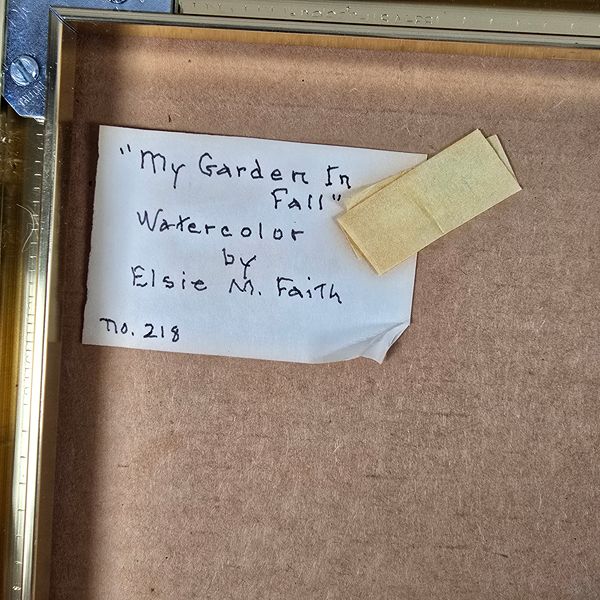 "My Garden In
Fall"
Watercolor
by
Elsie M. Faith
no. 218